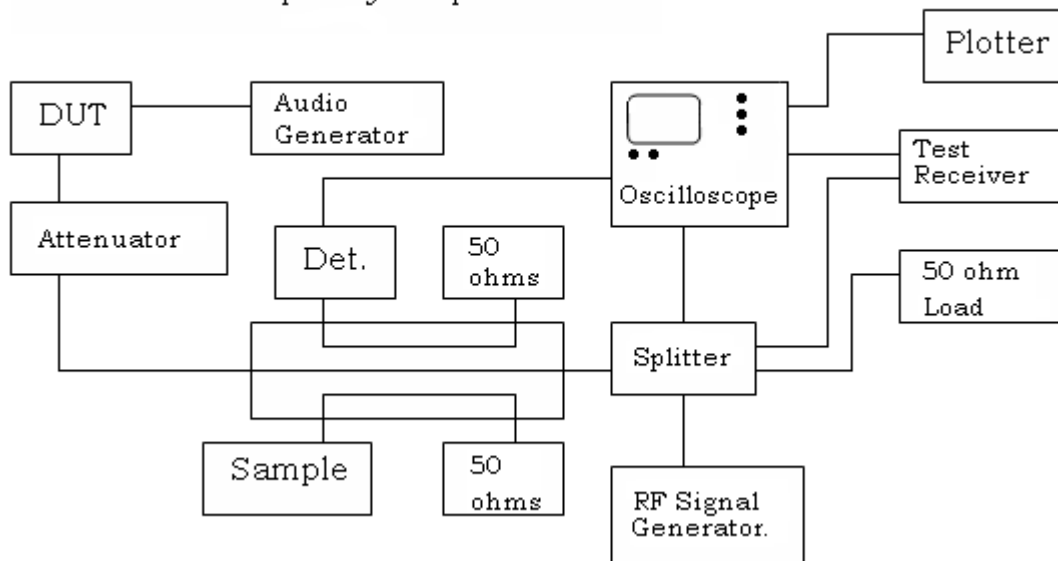 Plotter
DUT
Audio
Generator
Oscilloscope
Test
Receiver
Attenuator
Det.
50
ohms
50 ohm
Load
Splitter
Sample
50
ohms
RF Signal
Generator.